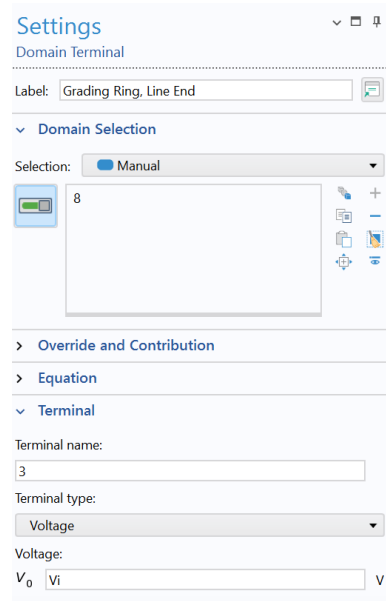 Settings
Domain Terminal
Label: Grading Ring, Line End
Domain Selection
Selection: Manual
8
Override and Contribution
Equation
Terminal
Terminal name:
3
Terminal type:
Voltage
Voltage:
V0 Vi V